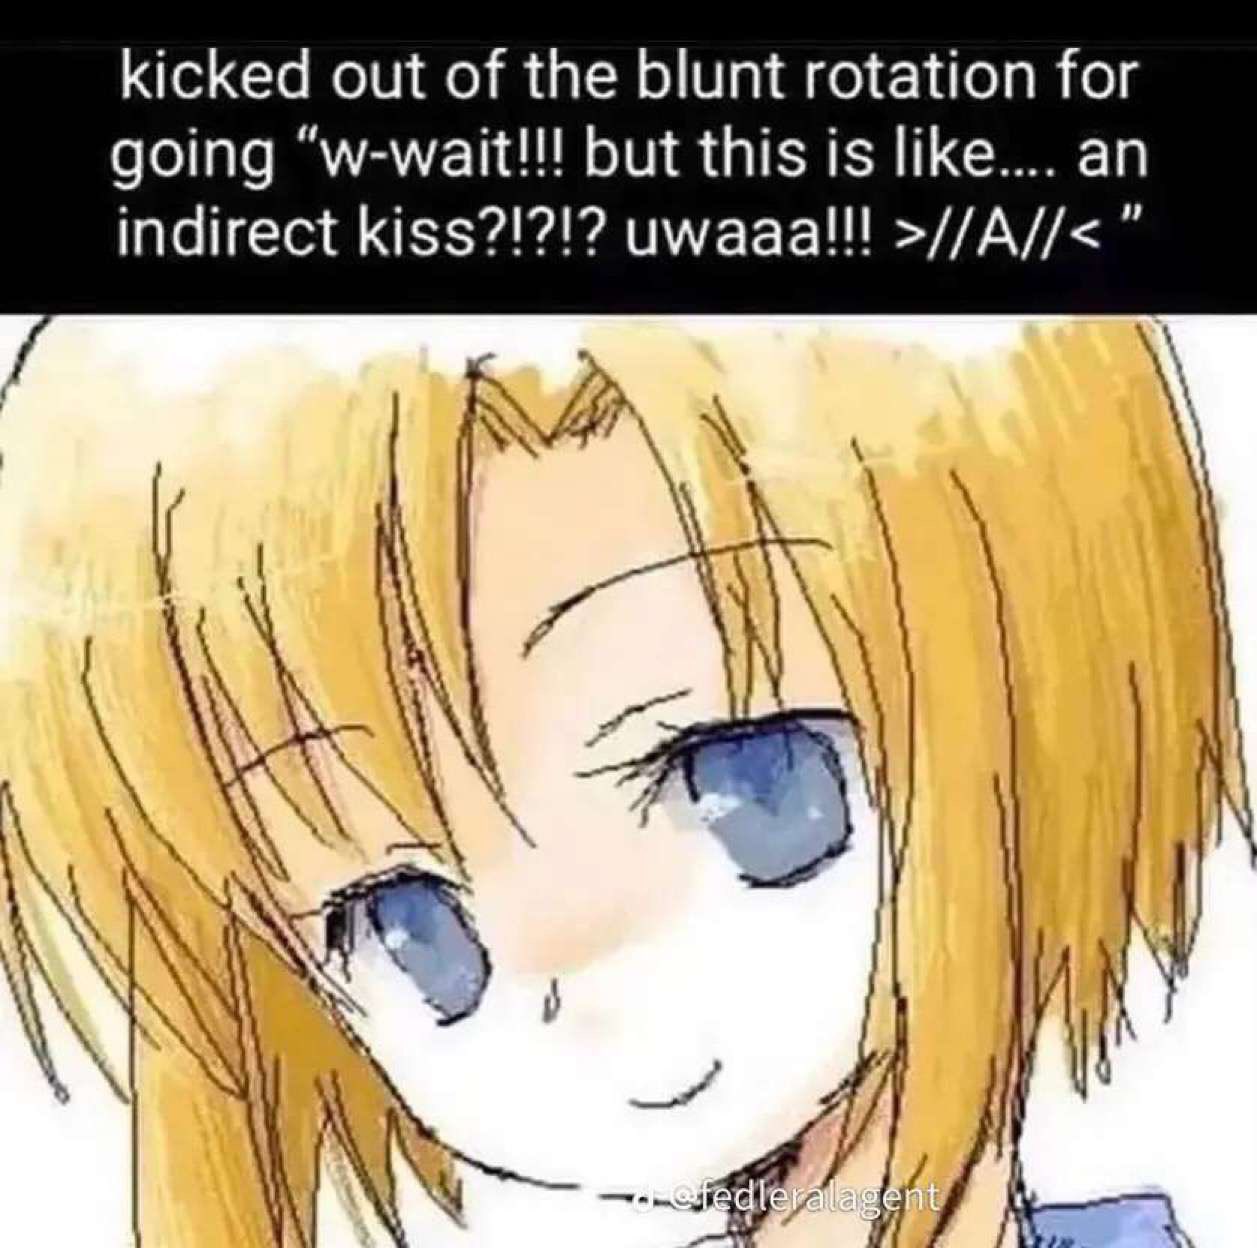 kicked out of the blunt rotation for
going “w-wait!!! but this is like.... an
indirect kiss?!?!? uwaaa!!! >//A//< ”
@fedleralagent